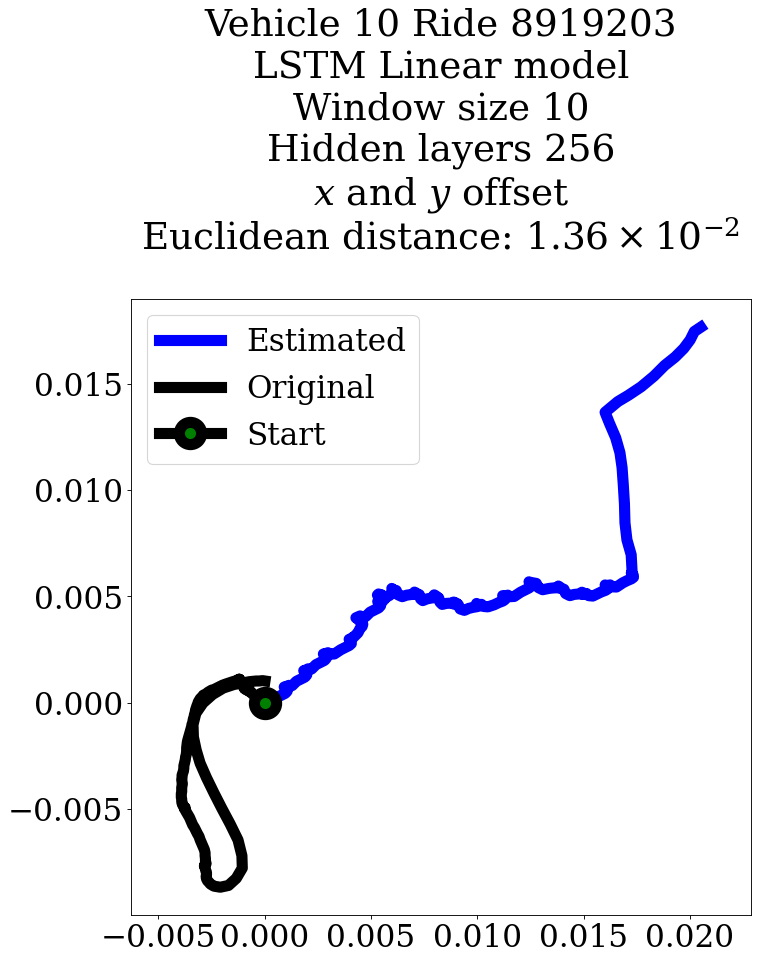 Vehicle 10 Ride 8919203
LSTM Linear model
Window size 10
Hidden layers 256
x and y offset
Euclidean distance: 1.36 × 10⁻²
Estimated
Original
Start
0.015
0.010
0.005
0.000
−0.005
−0.005 0.000 0.005 0.010 0.015 0.020